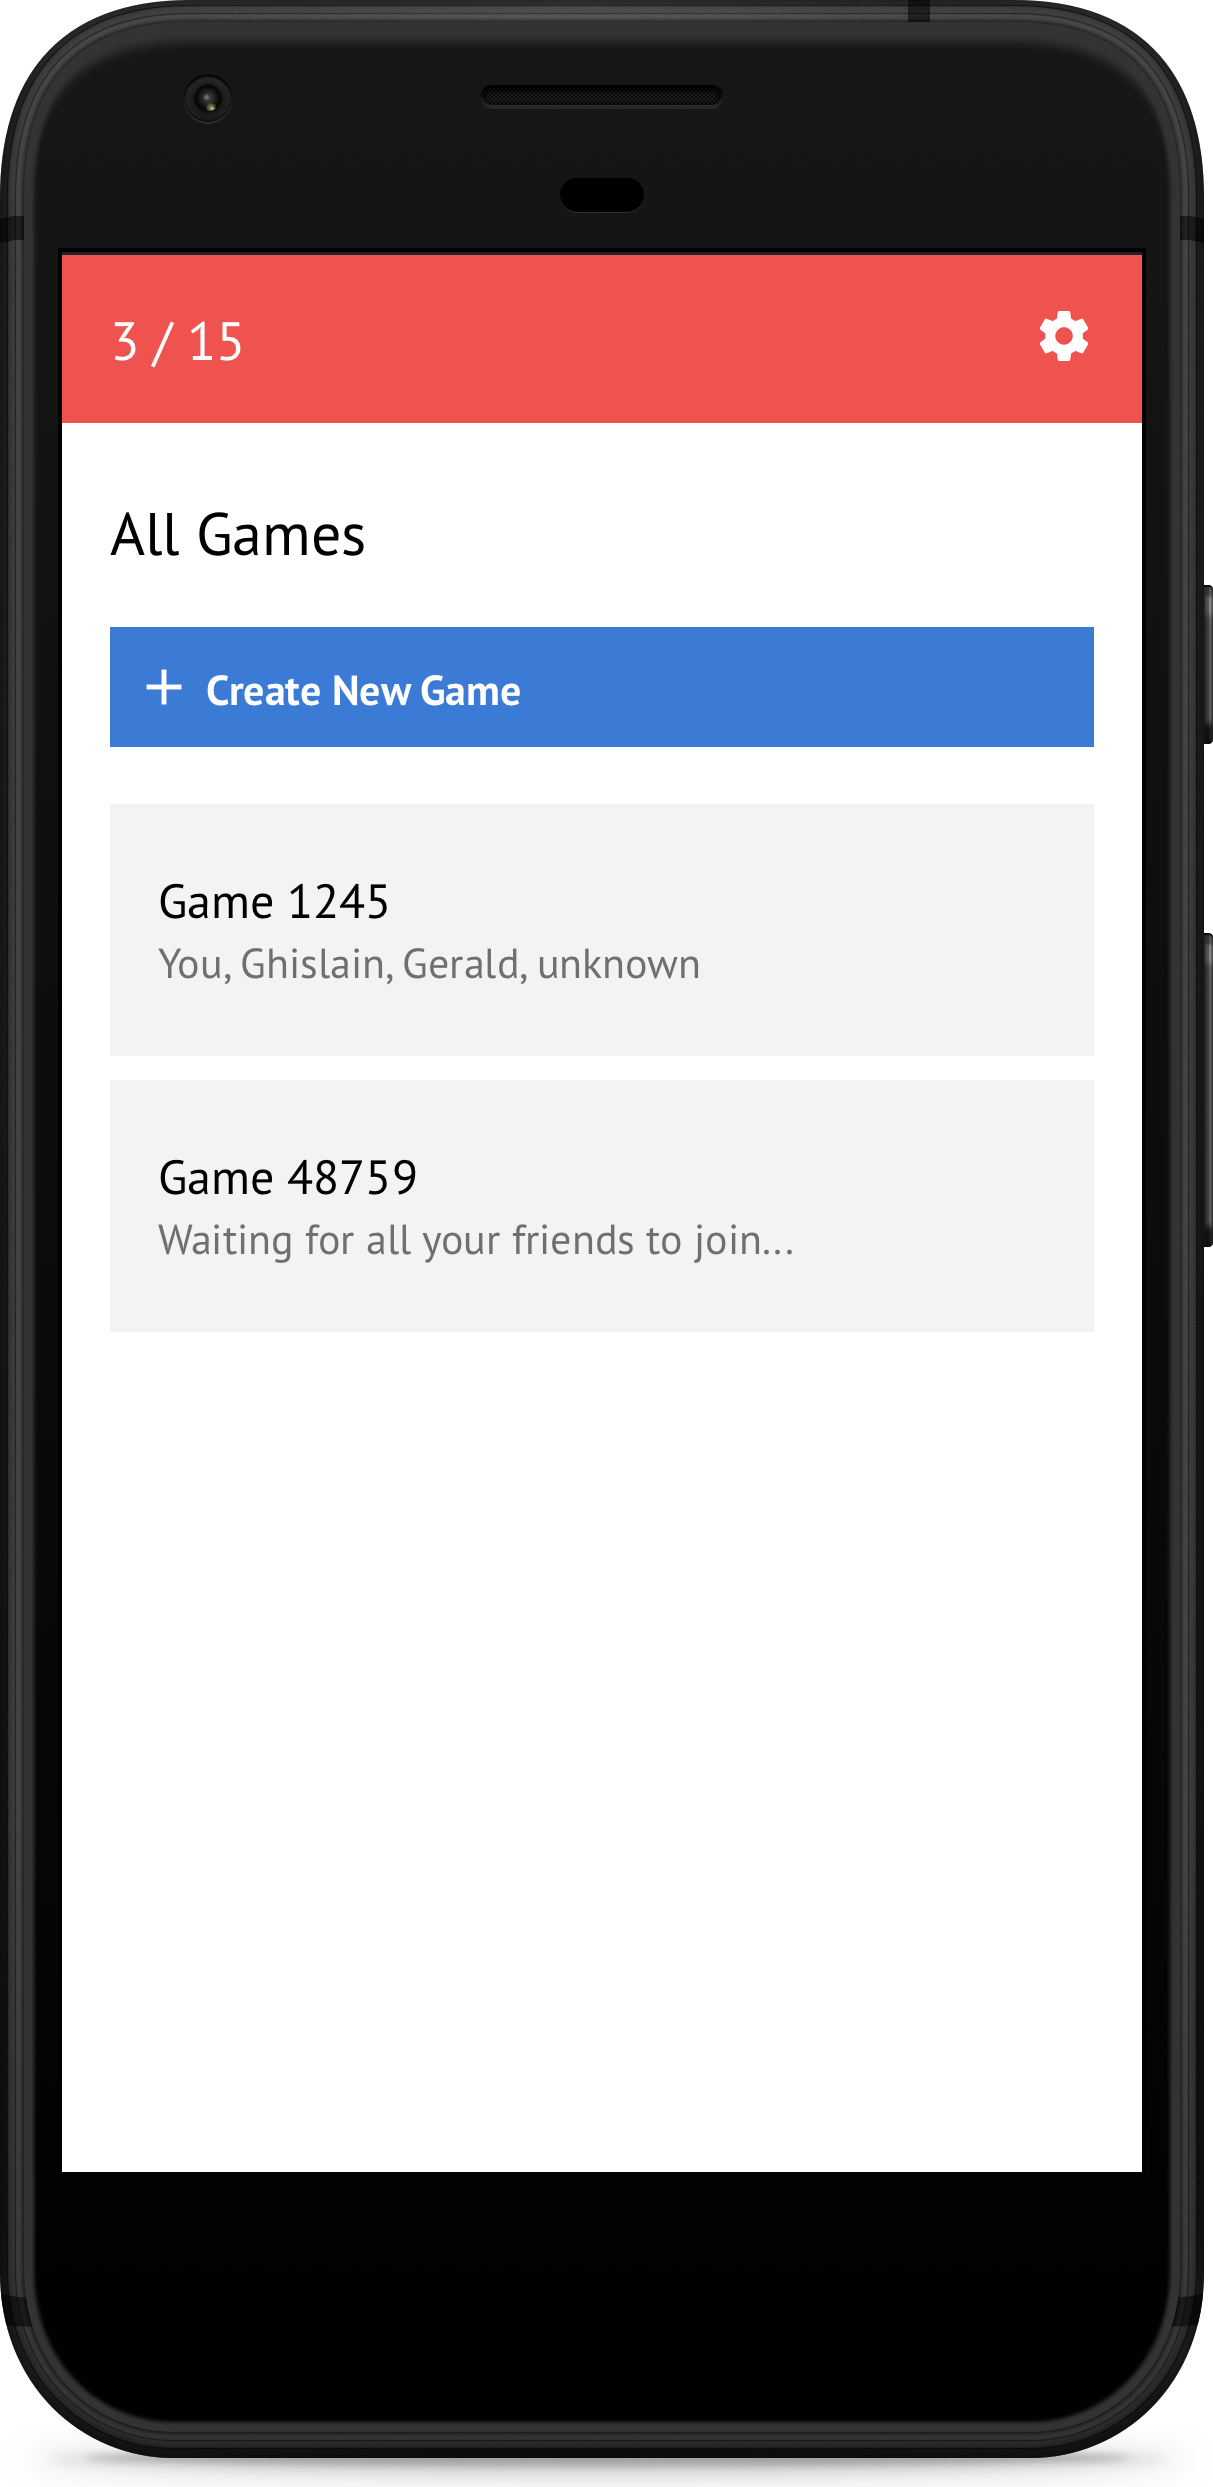 3 / 15
All Games
Create New Game
Game 1245
You, Ghislain, Gerald, unknown
Game 48759
Waiting for all your friends to join...